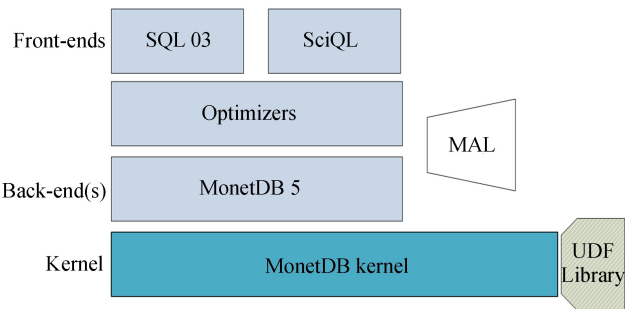 Front-ends
SQL 03
SciQL
Optimizers
MAL
Back-end(s)
MonetDB 5
Kernel
MonetDB kernel
UDF
Library